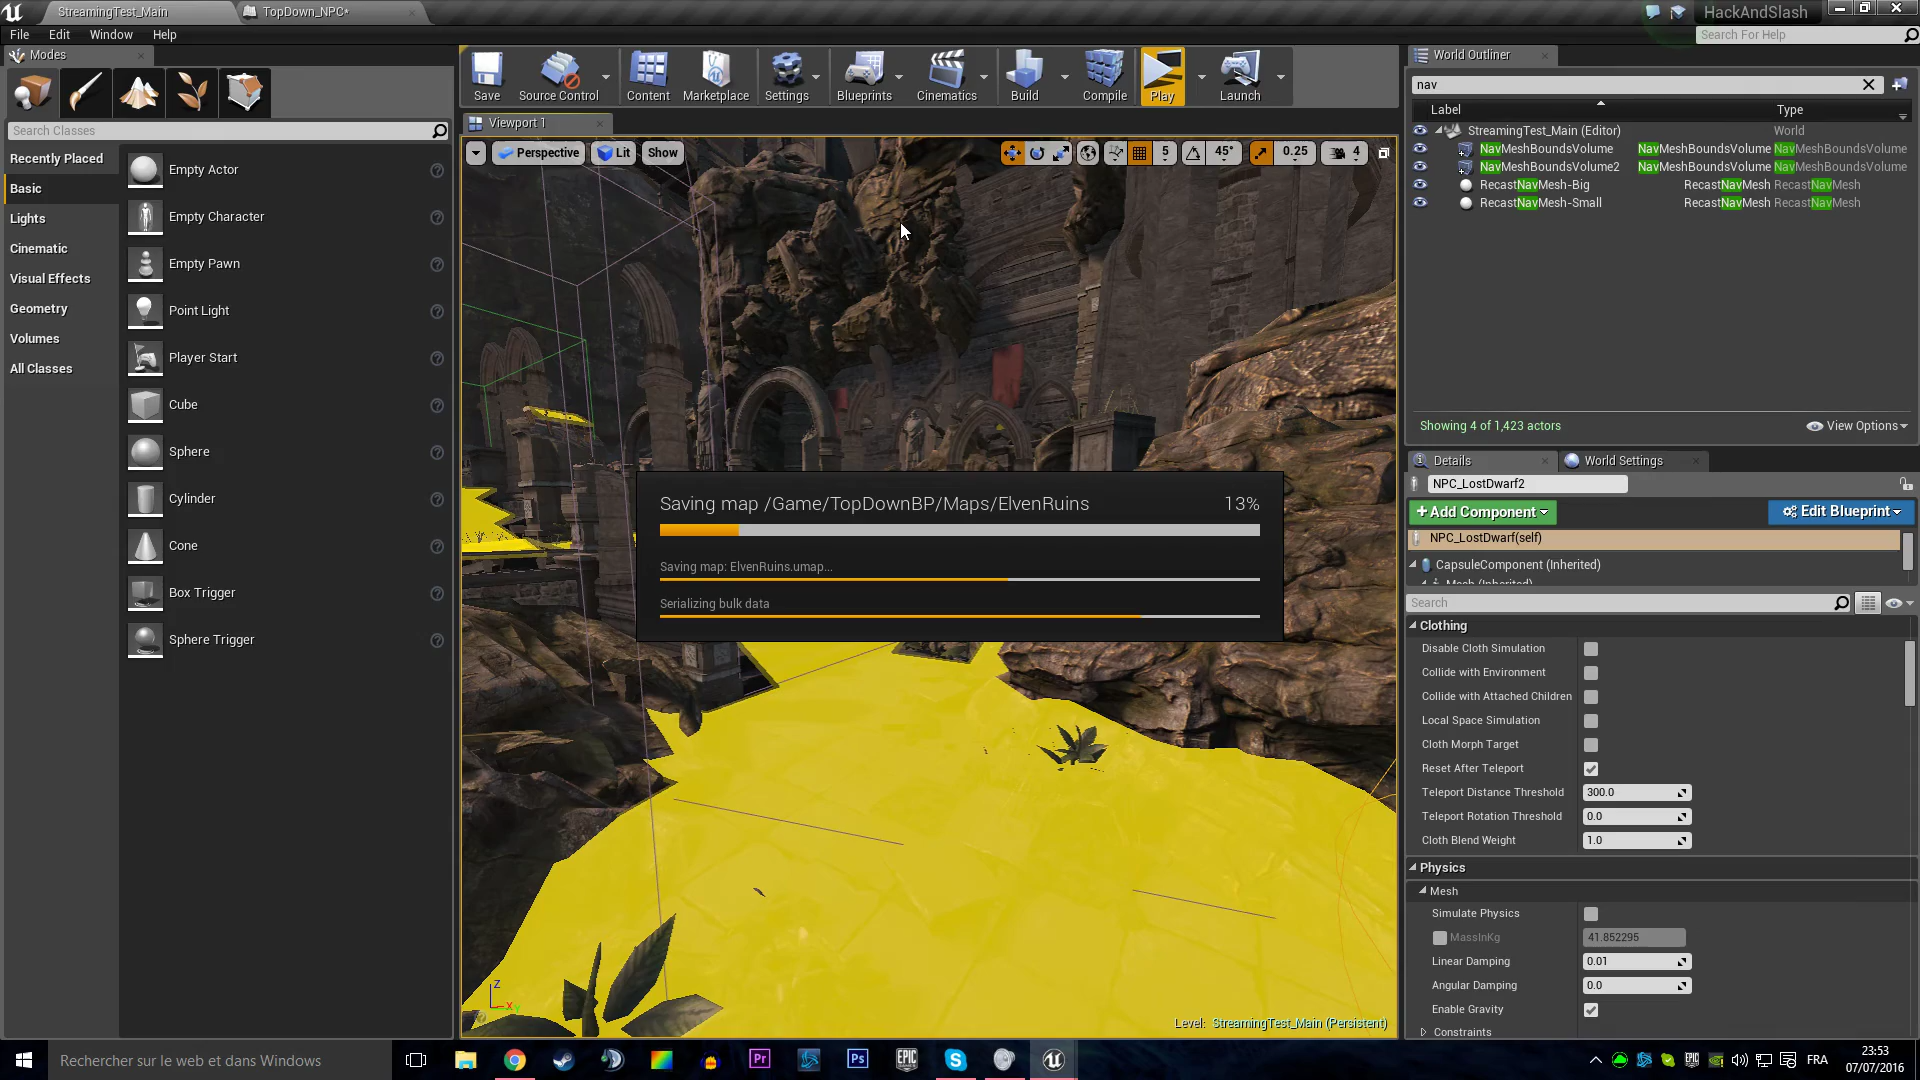 StreamingTest_Main
TopDown_NPC*
HackAndSlash
File Edit Window Help
Search For Help
Modes
Save
Source Control
Content
Marketplace
Settings
Blueprints
Cinematics
Build
Compile
Play
Launch
World Outliner
nav
Label Type
StreamingTest_Main (Editor) World
NavMeshBoundsVolume NavMeshBoundsVolume NavMeshBoundsVolume
NavMeshBoundsVolume2 NavMeshBoundsVolume NavMeshBoundsVolume
RecastNavMesh-Big RecastNavMesh RecastNavMesh
RecastNavMesh-Small RecastNavMesh RecastNavMesh
Showing 4 of 1,423 actors
View Options
Search Classes
Recently Placed
Basic
Lights
Cinematic
Visual Effects
Geometry
Volumes
All Classes
Empty Actor
Empty Character
Empty Pawn
Point Light
Player Start
Cube
Sphere
Cylinder
Cone
Box Trigger
Sphere Trigger
Viewport 1
Perspective Lit Show
5 45° 0.25 4
Saving map /Game/TopDownBP/Maps/ElvenRuins 13%
Saving map: ElvenRuins.umap...
Serializing bulk data
Z
X
Y
Level: StreamingTest_Main (Persistent)
Details
World Settings
NPC_LostDwarf2
+Add Component
Edit Blueprint
NPC_LostDwarf(self)
CapsuleComponent (Inherited)
Mesh (Inherited)
Search
Clothing
Disable Cloth Simulation
Collide with Environment
Collide with Attached Children
Local Space Simulation
Cloth Morph Target
Reset After Teleport
Teleport Distance Threshold 300.0
Teleport Rotation Threshold 0.0
Cloth Blend Weight 1.0
Physics
Mesh
Simulate Physics
MassInKg 41.852295
Linear Damping 0.01
Angular Damping 0.0
Enable Gravity
Constraints
Rechercher sur le web et dans Windows
Pr
Ps
EPIC
EPIC
FRA
23:53
07/07/2016